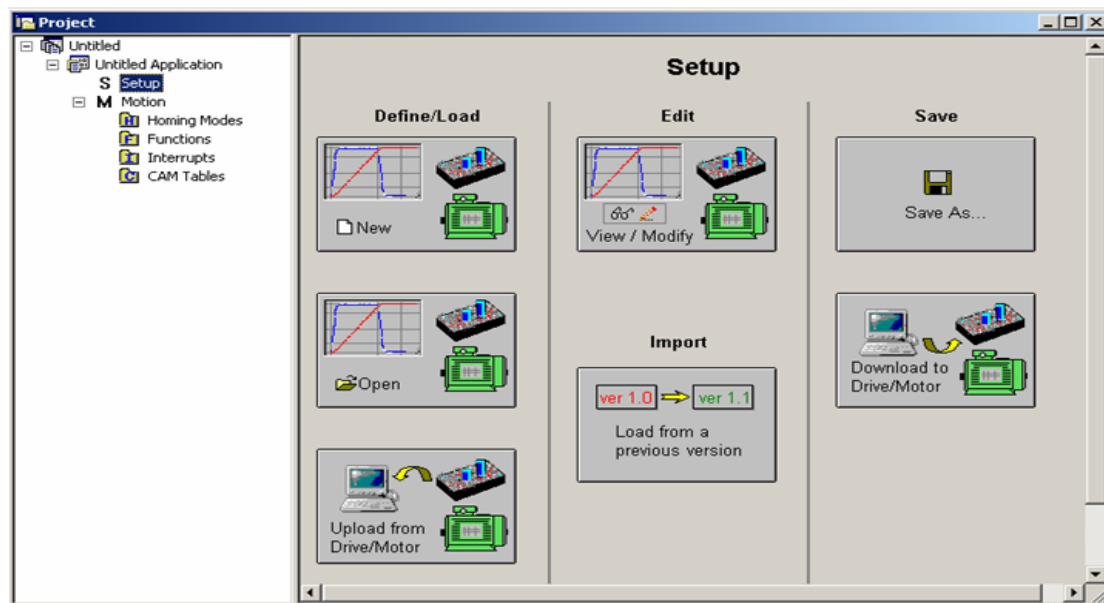 Project
Untitled
Untitled Application
S Setup
M Motion
H Homing Modes
F Functions
I Interrupts
C CAM Tables
Setup
Define/Load
New
Open
Upload from
Drive/Motor
Edit
View / Modify
Import
ver 1.0 ver 1.1
Load from a
previous version
Save
Save As...
Download to
Drive/Motor